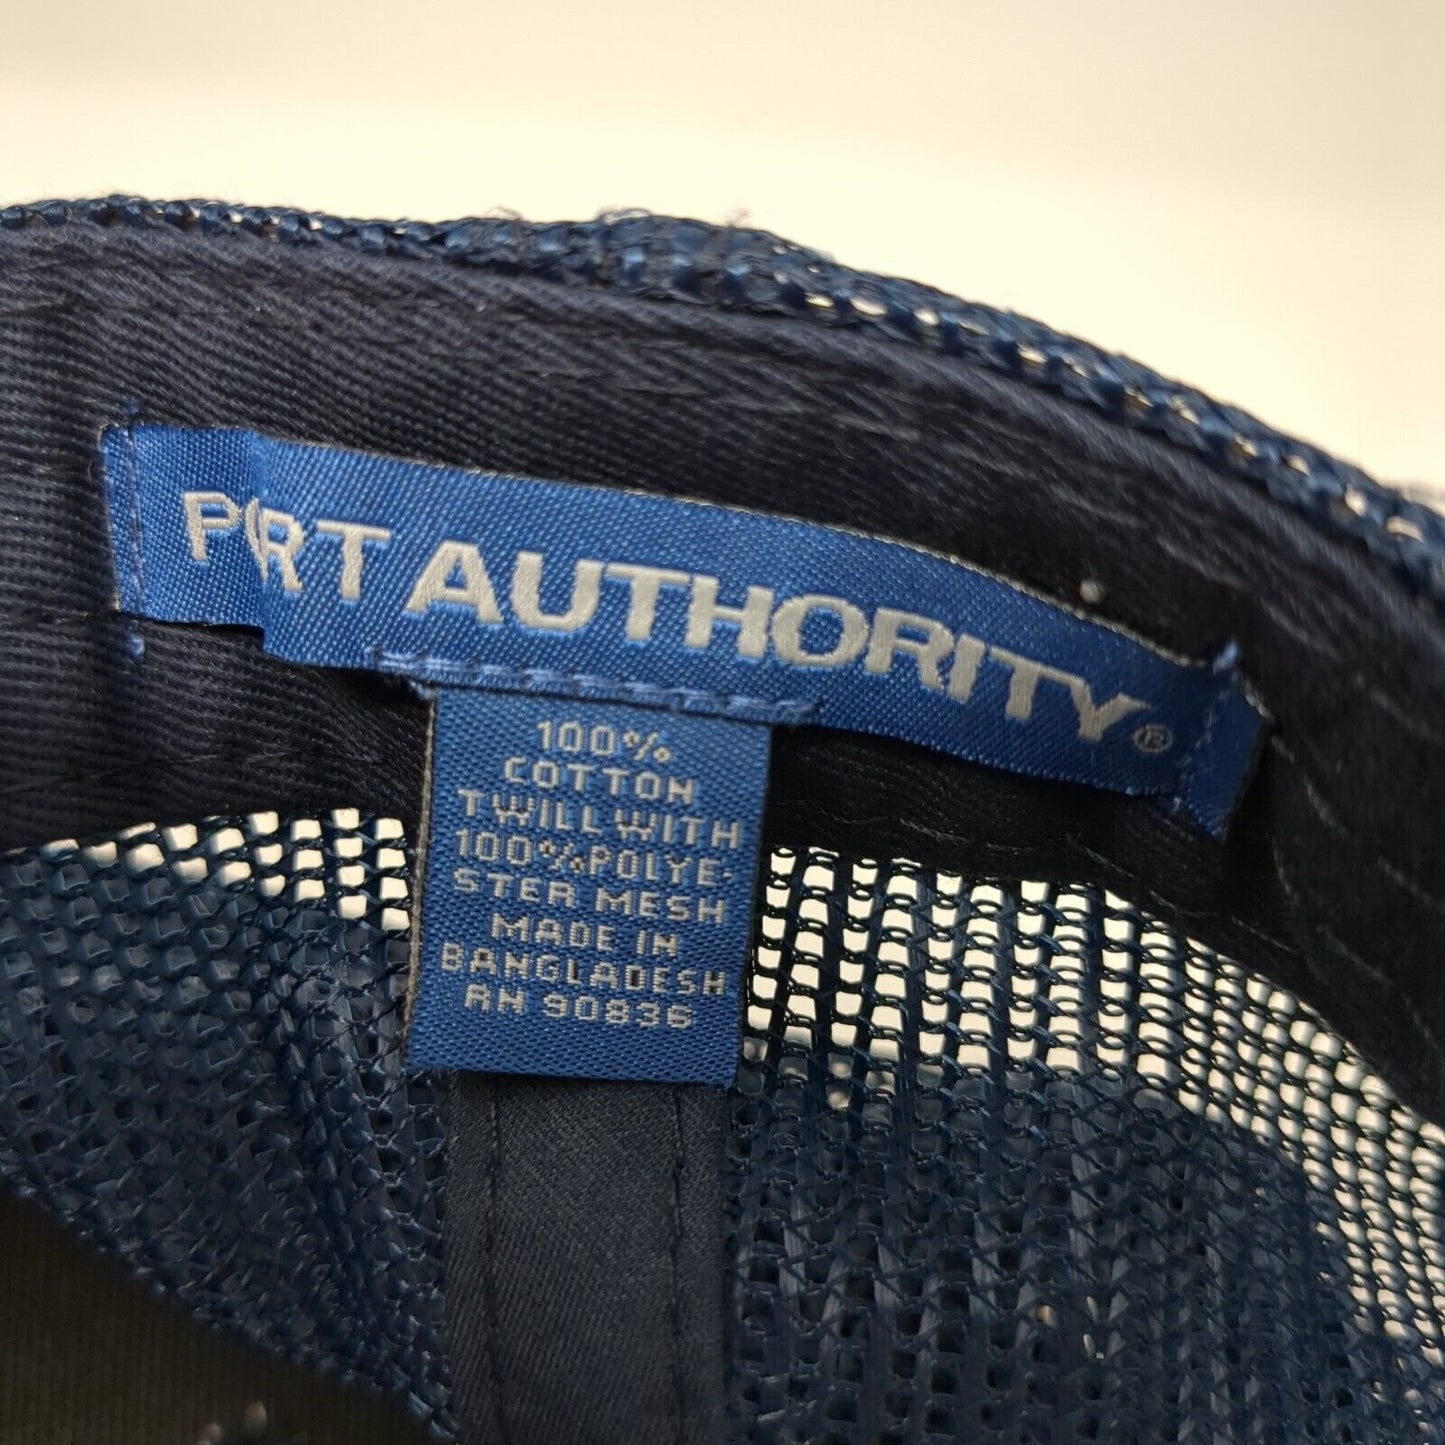 PORT AUTHORITY®
100%
COTTON
TWILL WITH
100% POLYE-
STER MESH
MADE IN
BANGLADESH
RN 90836